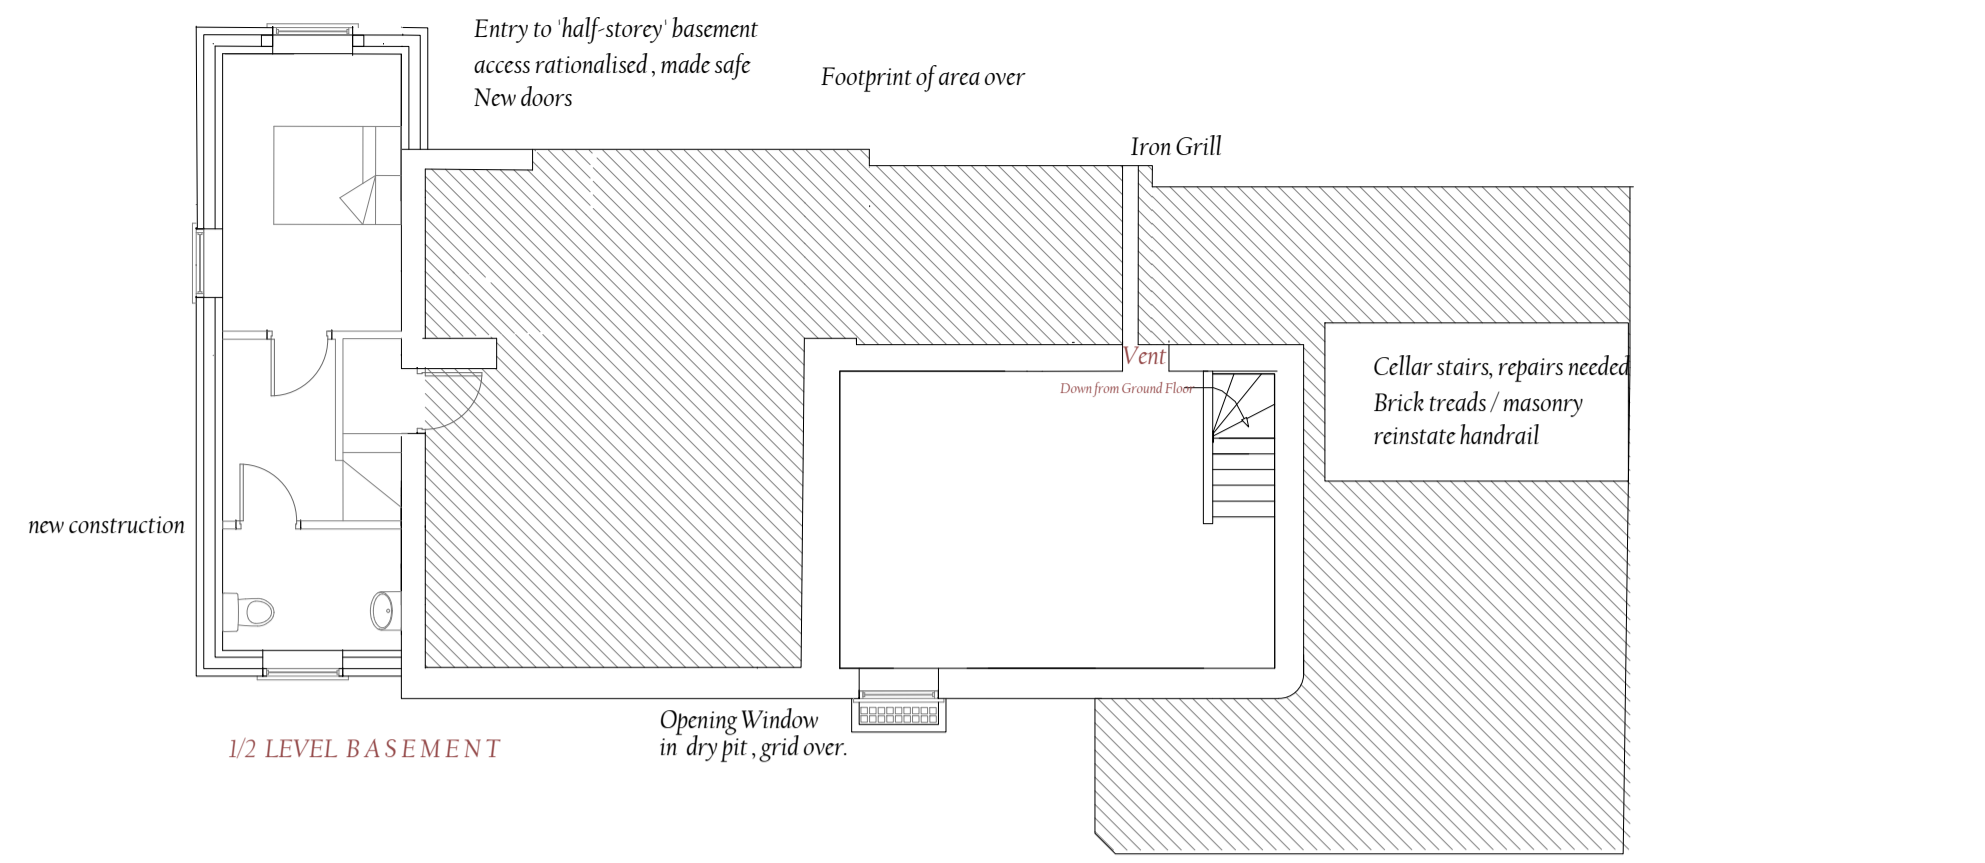 Entry to 'half-storey' basement
access rationalised , made safe
New doors
Footprint of area over
Iron Grill
Vent
Down from Ground Floor
Cellar stairs, repairs needed
Brick treads / masonry
reinstate handrail
new construction
Opening Window
in dry pit , grid over.
1/2 LEVEL BASEMENT